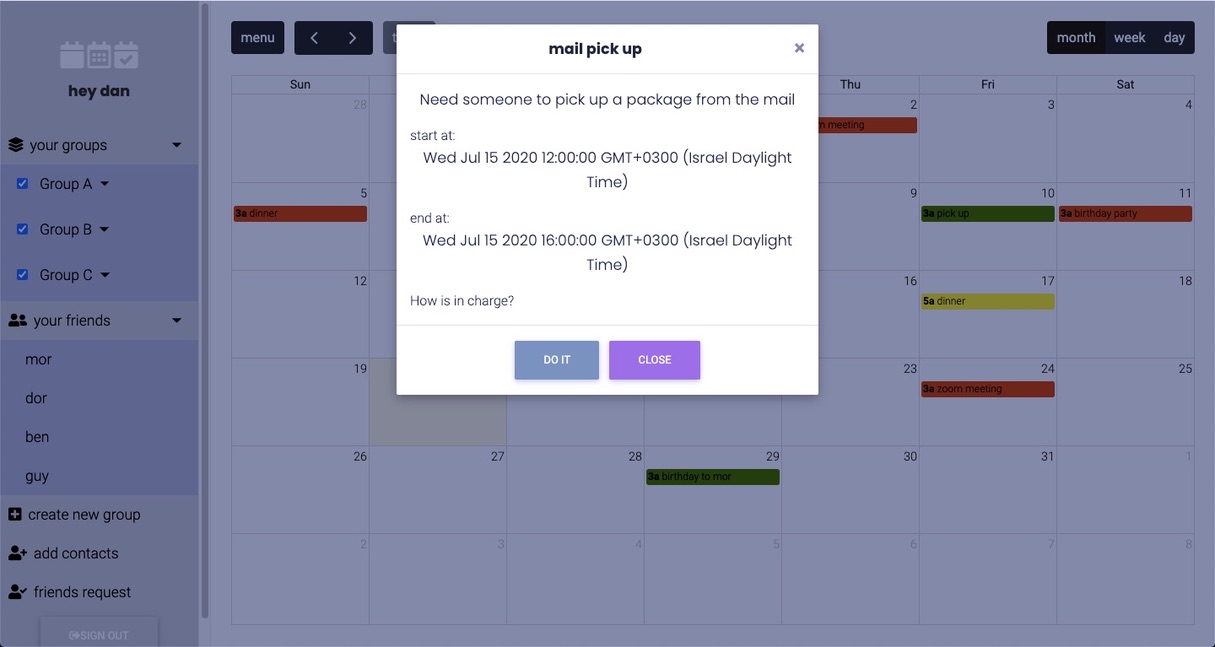 hey dan
your groups
Group A
Group B
Group C
your friends
mor
dor
ben
guy
create new group
add contacts
friends request
SIGN OUT
menu
month week day
Sun Thu Fri Sat
28 2 3 4
meeting
5 9 10 11
3a dinner 3a pick up 3a birthday party
12 16 17 18
5a dinner
19 23 24 25
3a zoom meeting
26 27 28 29 30 31 1
3a birthday to mor
2 3 4 5 6 7 8
mail pick up ×
Need someone to pick up a package from the mail
start at:
Wed Jul 15 2020 12:00:00 GMT+0300 (Israel Daylight
Time)
end at:
Wed Jul 15 2020 16:00:00 GMT+0300 (Israel Daylight
Time)
How is in charge?
DO IT CLOSE